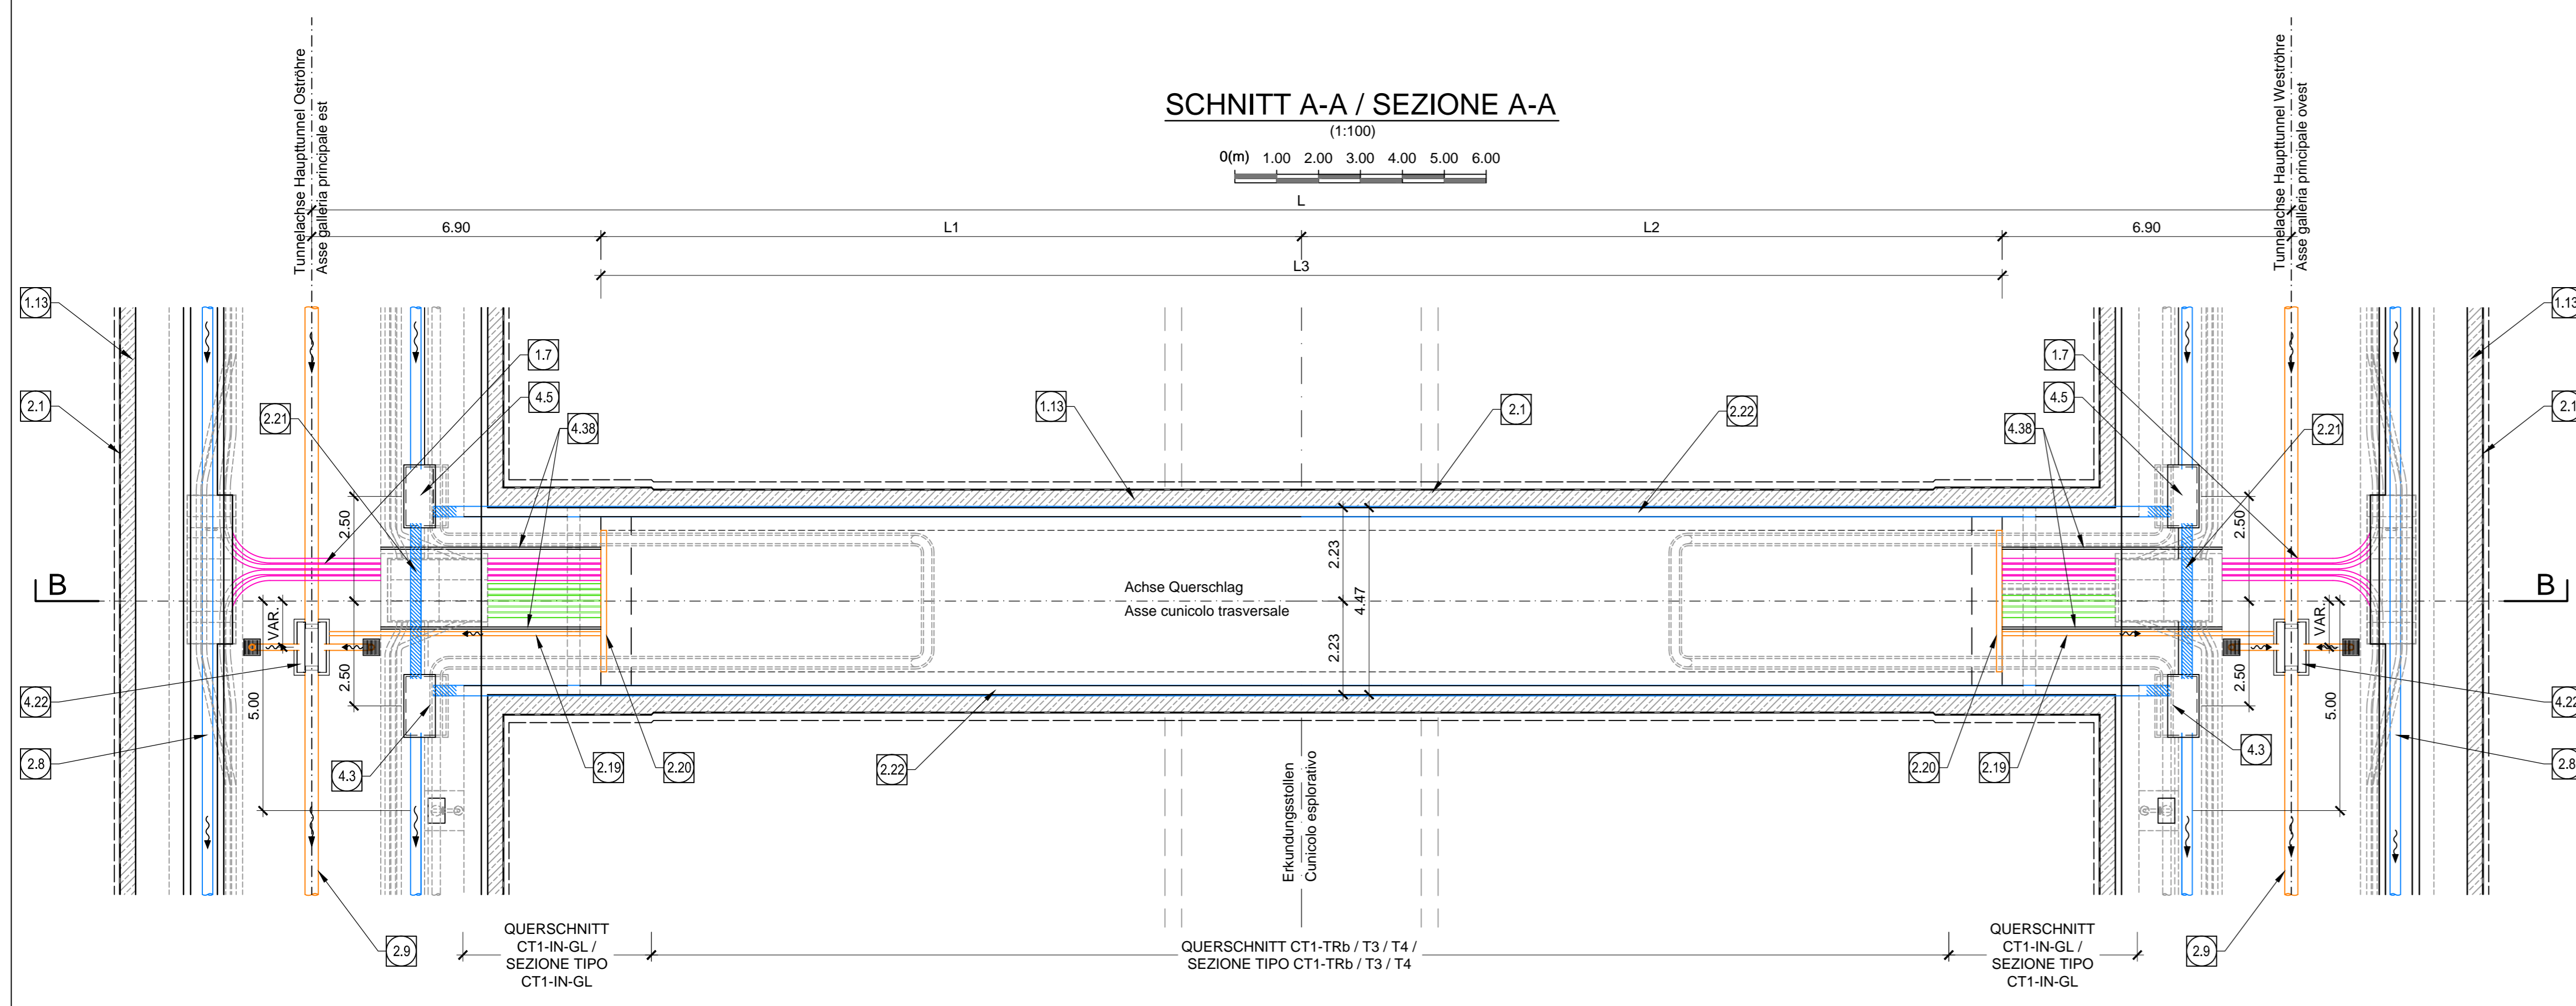 SCHNITT A-A / SEZIONE A-A
(1:100)
0(m) 1.00 2.00 3.00 4.00 5.00 6.00
Tunnelachse Haupttunnel Oströhre
Asse galleria principale est
Tunnelachse Haupttunnel Weströhre
Asse galleria principale ovest
L
6.90
L1
L2
6.90
L3
1.13
2.1
2.21
1.7
4.5
4.38
1.13
2.1
2.22
1.7
4.5
4.38
2.21
1.13
2.1
2.50
2.50
VAR.
5.00
2.23
2.23
4.47
2.50
2.50
VAR.
5.00
B
B
Achse Querschlag
Asse cunicolo trasversale
4.22
2.8
4.3
2.19
2.20
2.22
2.20
2.19
4.3
4.22
2.8
Erkundungsstollen
Cunicolo esplorativo
2.9
2.9
QUERSCHNITT
CT1-IN-GL /
SEZIONE TIPO
CT1-IN-GL
QUERSCHNITT CT1-TRb / T3 / T4 /
SEZIONE TIPO CT1-TRb / T3 / T4
QUERSCHNITT
CT1-IN-GL /
SEZIONE TIPO
CT1-IN-GL